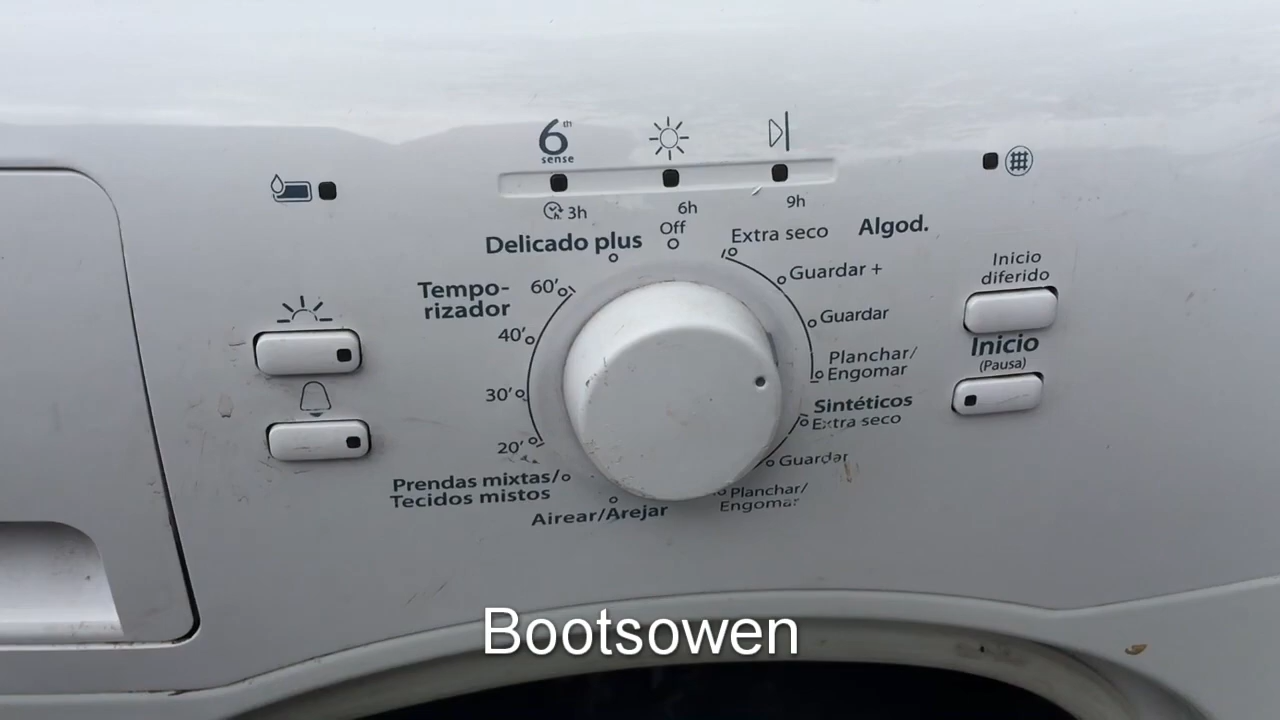 6th
sense
3h
6h
9h
Off
Delicado plus
Extra seco
Algod.
Guardar +
Guardar
Planchar/
Engomar
Sintéticos
Extra seco
Guardar
Planchar/
Engomar
Airear/Arejar
Prendas mixtas/
Tecidos mistos
20'
30'
40'
60'
Tempo-
rizador
Inicio
diferido
Inicio
(Pausa)
Bootsowen